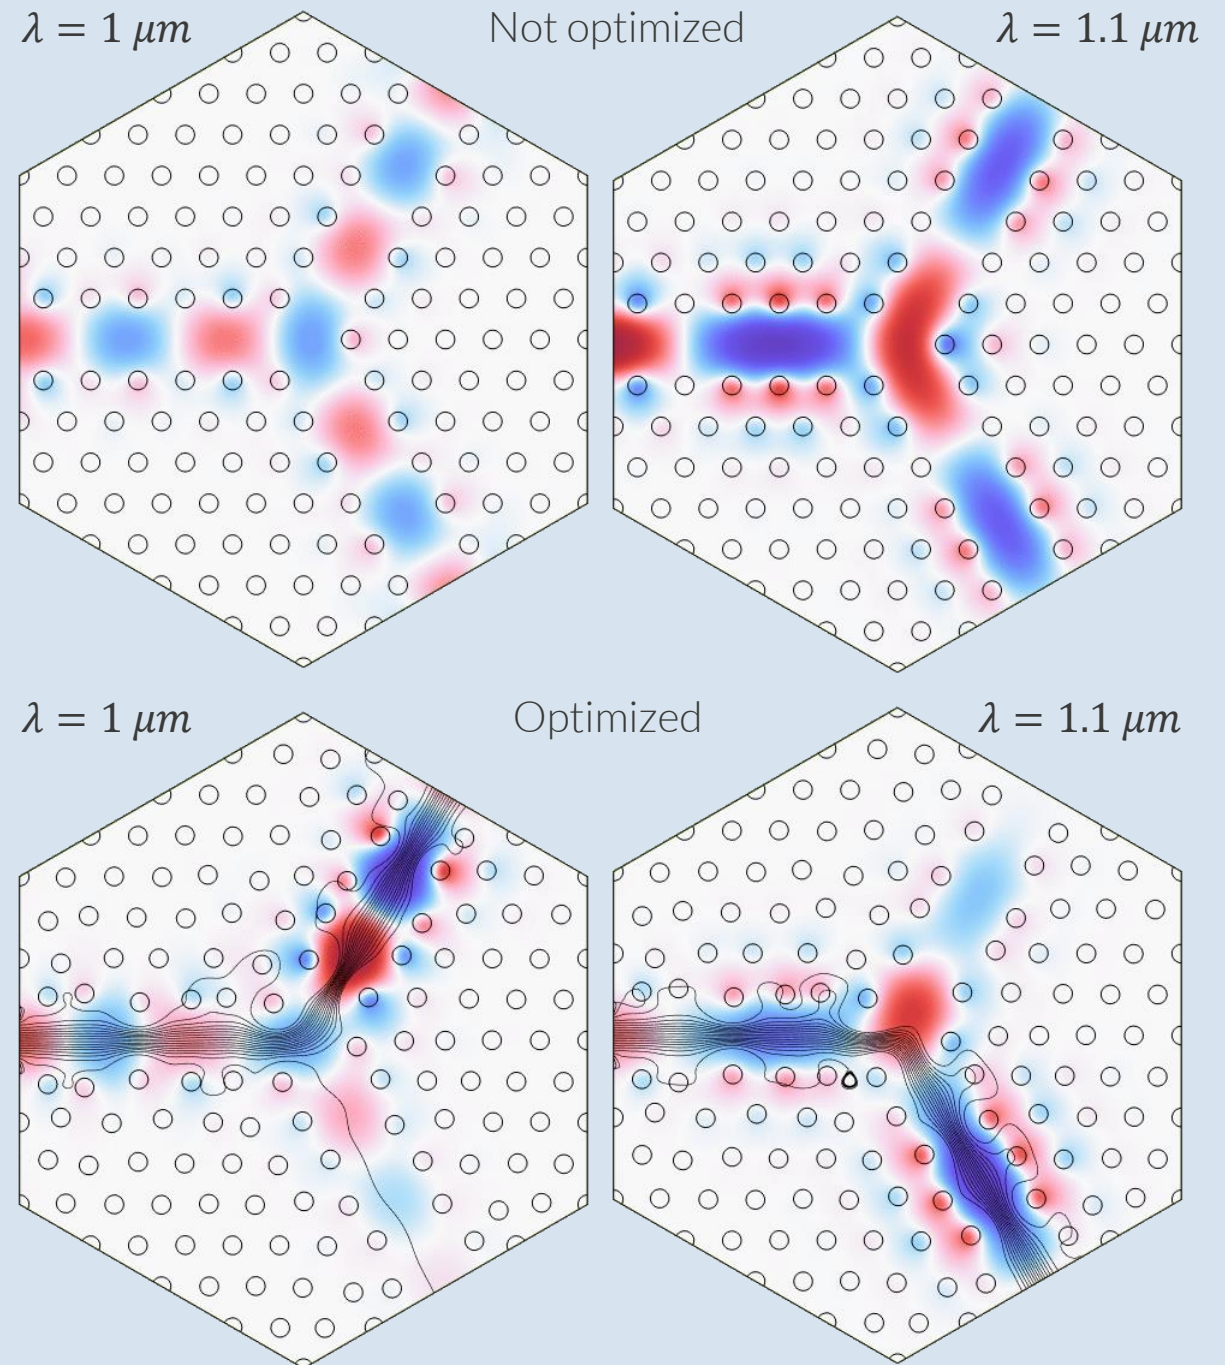 λ = 1 μm Not optimized λ = 1.1 μm
λ = 1 μm Optimized λ = 1.1 μm